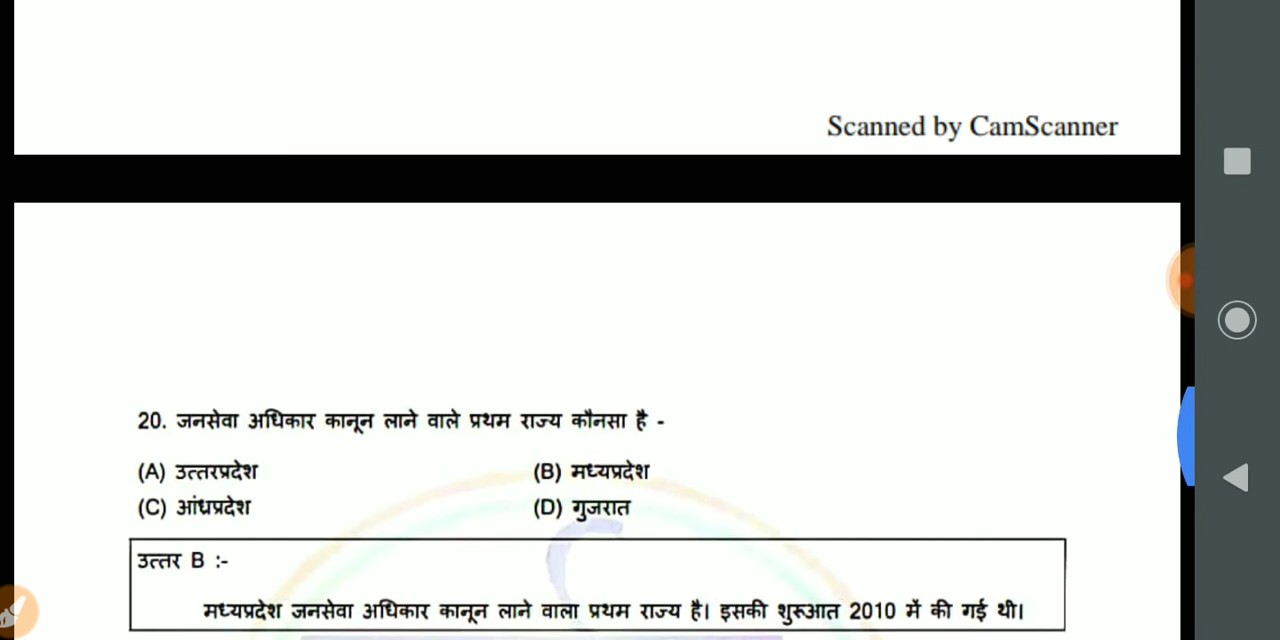 Scanned by CamScanner
20. जनसेवा अधिकार कानून लाने वाले प्रथम राज्य कौनसा है -
(A) उत्तरप्रदेश (B) मध्यप्रदेश
(C) आंध्रप्रदेश (D) गुजरात
उत्तर B :-
मध्यप्रदेश जनसेवा अधिकार कानून लाने वाला प्रथम राज्य है। इसकी शुरूआत 2010 में की गई थी।